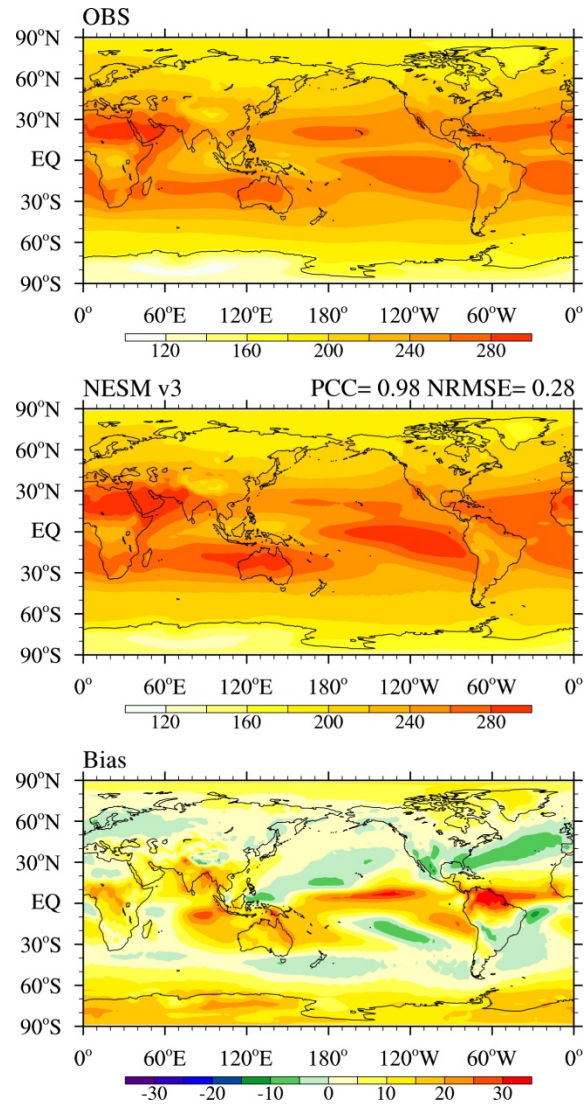 OBS
90°N
60°N
30°N
EQ
30°S
60°S
90°S
0° 60°E 120°E 180° 120°W 60°W 0°
120 160 200 240 280
NESM v3 PCC= 0.98 NRMSE= 0.28
90°N
60°N
30°N
EQ
30°S
60°S
90°S
0° 60°E 120°E 180° 120°W 60°W 0°
120 160 200 240 280
Bias
90°N
60°N
30°N
EQ
30°S
60°S
90°S
0° 60°E 120°E 180° 120°W 60°W 0°
-30 -20 -10 0 10 20 30